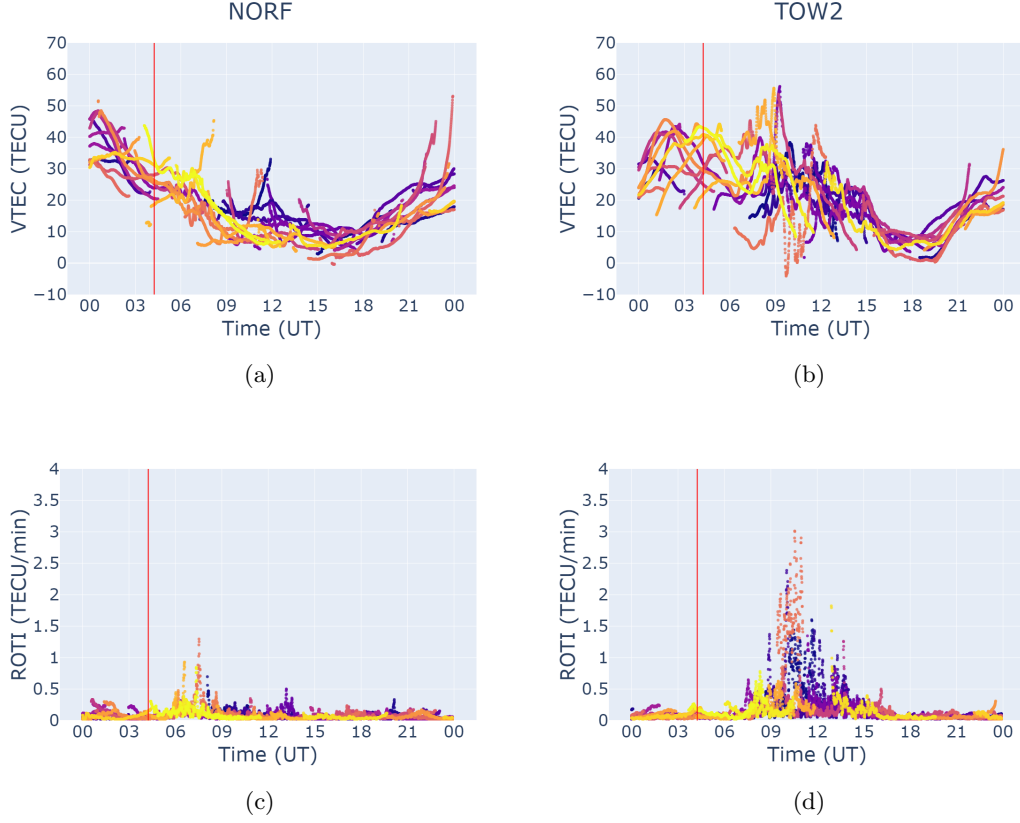 NORF
TOW2
70
60
50
40
30
20
10
0
−10
VTEC (TECU)
00 03 06 09 12 15 18 21 00
Time (UT)
(a)
70
60
50
40
30
20
10
0
−10
VTEC (TECU)
00 03 06 09 12 15 18 21 00
Time (UT)
(b)
4
3.5
3
2.5
2
1.5
1
0.5
0
ROTI (TECU/min)
00 03 06 09 12 15 18 21 00
Time (UT)
(c)
4
3.5
3
2.5
2
1.5
1
0.5
0
ROTI (TECU/min)
00 03 06 09 12 15 18 21 00
Time (UT)
(d)